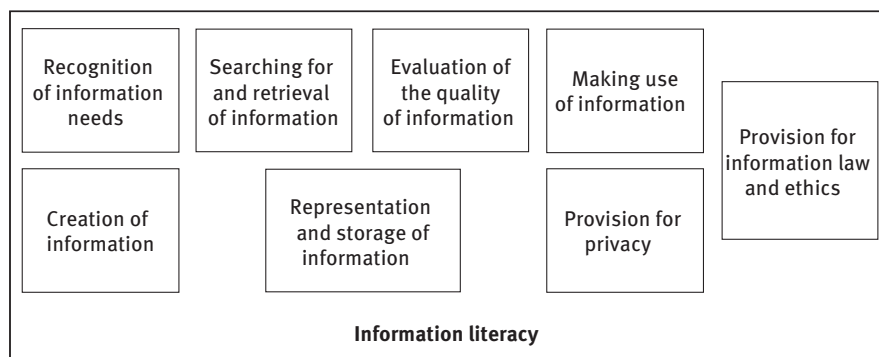 Recognition
of information
needs
Searching for
and retrieval
of information
Evaluation of
the quality
of information
Making use
of information
Provision for
information law
and ethics
Creation of
information
Representation
and storage of
information
Provision for
privacy
Information literacy